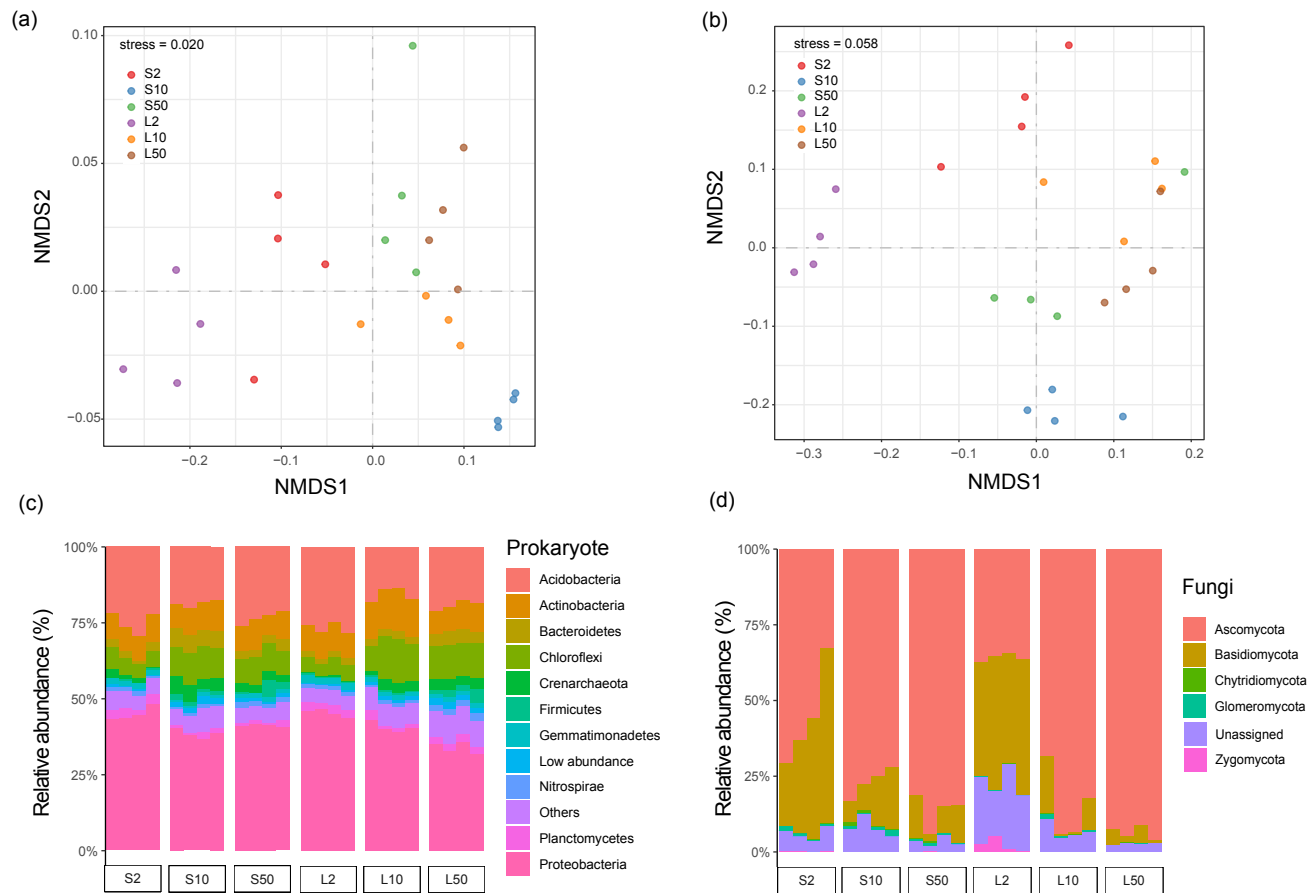 (a)
stress = 0.020
S2
S10
S50
L2
L10
L50
0.10
0.05
0.00
−0.05
NMDS2
−0.2
−0.1
0.0
0.1
NMDS1
(b)
stress = 0.058
S2
S10
S50
L2
L10
L50
0.2
0.1
0.0
−0.1
−0.2
NMDS2
−0.3
−0.2
−0.1
0.0
0.1
0.2
NMDS1
(c)
100%
75%
50%
25%
0%
Relative abundance (%)
S2
S10
S50
L2
L10
L50
Prokaryote
Acidobacteria
Actinobacteria
Bacteroidetes
Chloroflexi
Crenarchaeota
Firmicutes
Gemmatimonadetes
Low abundance
Nitrospirae
Others
Planctomycetes
Proteobacteria
(d)
100%
75%
50%
25%
0%
Relative abundance (%)
S2
S10
S50
L2
L10
L50
Fungi
Ascomycota
Basidiomycota
Chytridiomycota
Glomeromycota
Unassigned
Zygomycota